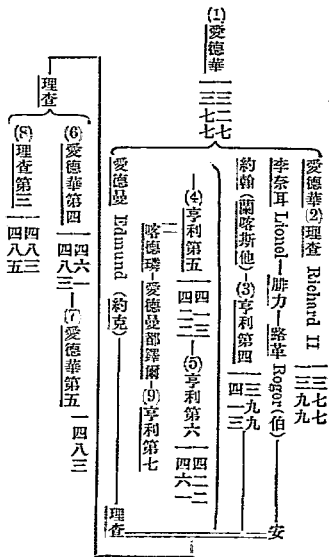 (1)愛德華 一三二七 一三七七
愛德華 (2)理查 Richard II 一三七七 一三九九
李奈耳 Lionol—腓力—路革 Rogor (伯)——安
約翰 (蘭喀斯他)—(3)亨利第四 一三九九 一四一三
—(4)亨利第五 一四一三 一四二二 (5)亨利第六 一四二二 一四六一
喀德璘—愛德曼都鐸爾—(9)亨利第七
愛德曼 Edmund (約克)——理查
理查
(6)愛德華第四 一四六一 一四八三—(7)愛德華第五 一四八三
(8)理查第三 一四八三 一四八五